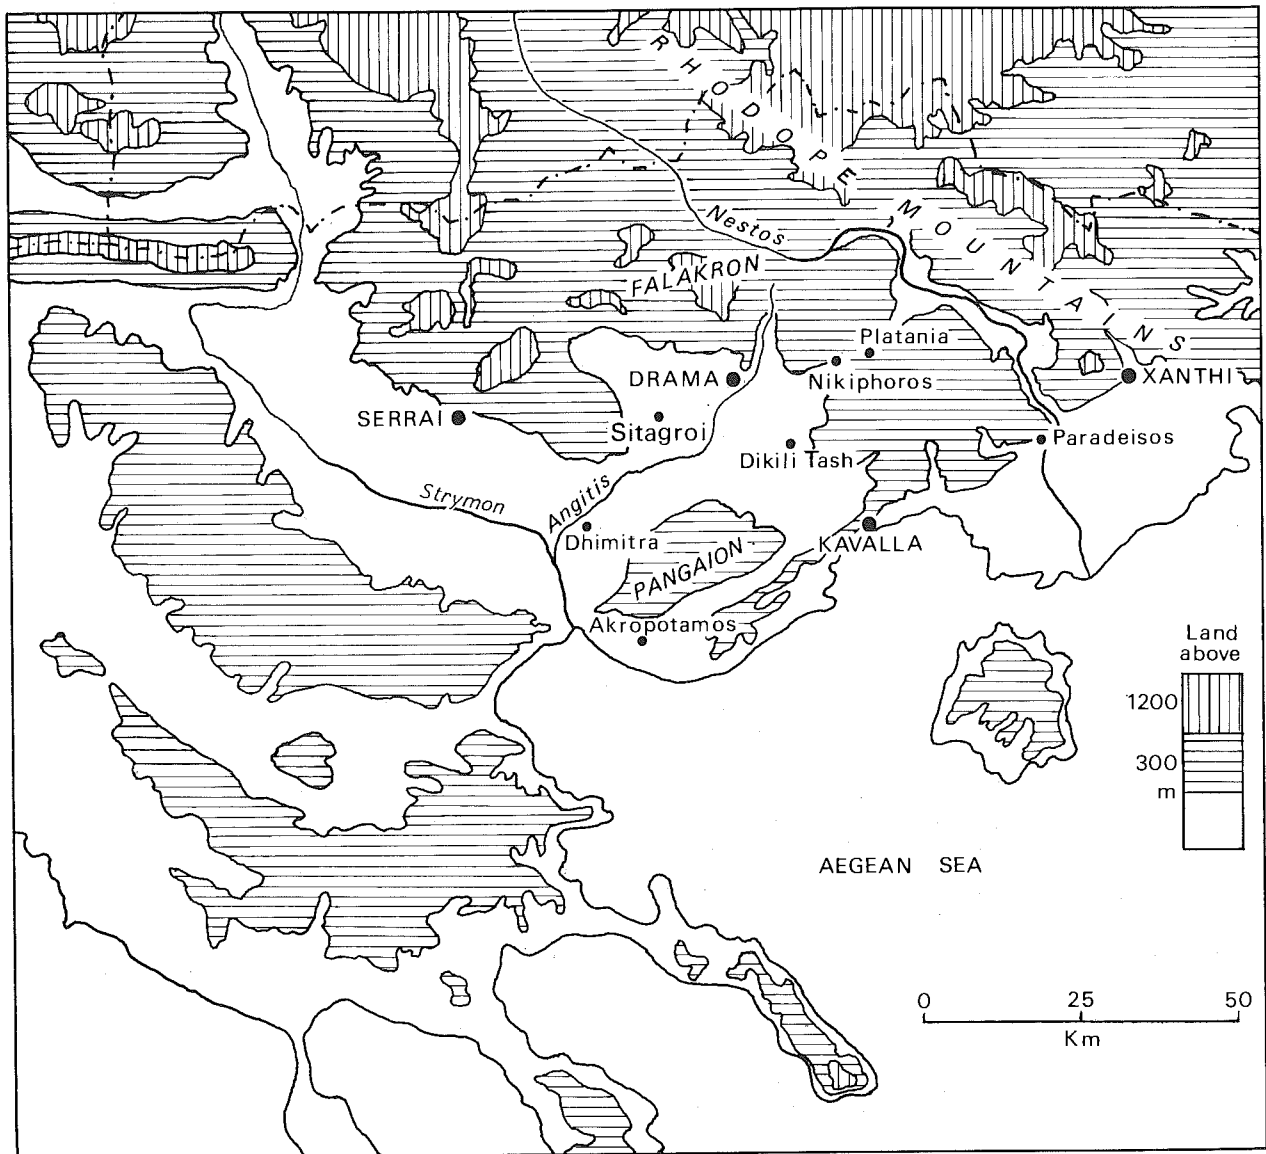 RHODOPE MOUNTAINS
Nestos
FALAKRON
Platania
DRAMA
Nikiphoros
XANTHI
SERRAI
Sitagroi
Paradeisos
Dikili Tash
Strymon
Angitis
Dhimitra
KAVALLA
PANGAION
Akropotamos
Land
above
1200
300
m
AEGEAN SEA
0 25 50
Km